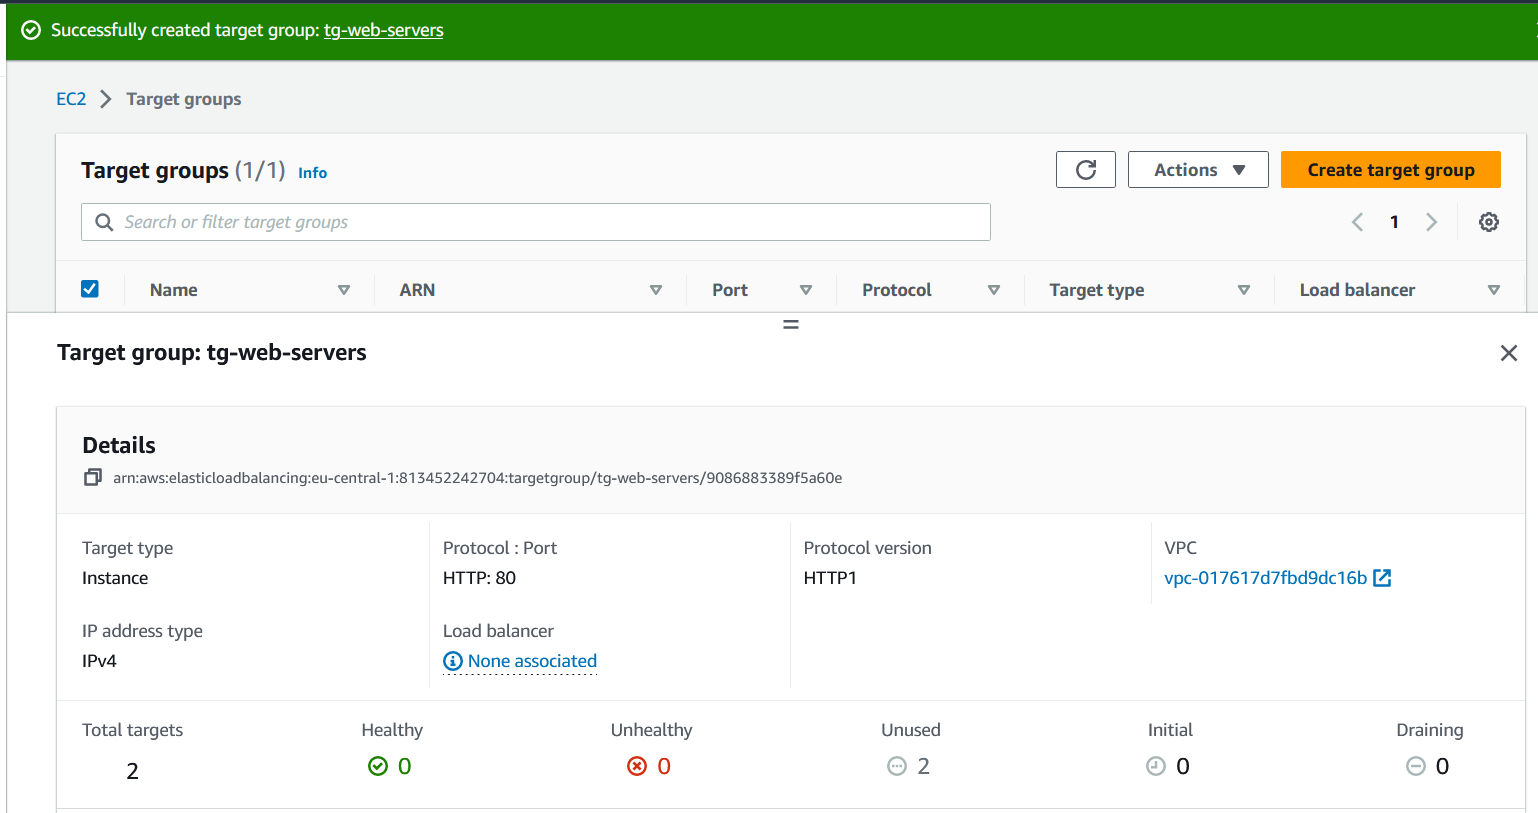 Successfully created target group: tg-web-servers
EC2 > Target groups
Target groups (1/1) Info
Actions
Create target group
Search or filter target groups
1
Name ARN Port Protocol Target type Load balancer
Target group: tg-web-servers
Details
arn:aws:elasticloadbalancing:eu-central-1:813452242704:targetgroup/tg-web-servers/9086883389f5a60e
Target type Protocol : Port Protocol version VPC
Instance HTTP: 80 HTTP1 vpc-017617d7fbd9dc16b
IP address type Load balancer
IPv4 None associated
Total targets Healthy Unhealthy Unused Initial Draining
2 0 0 2 0 0